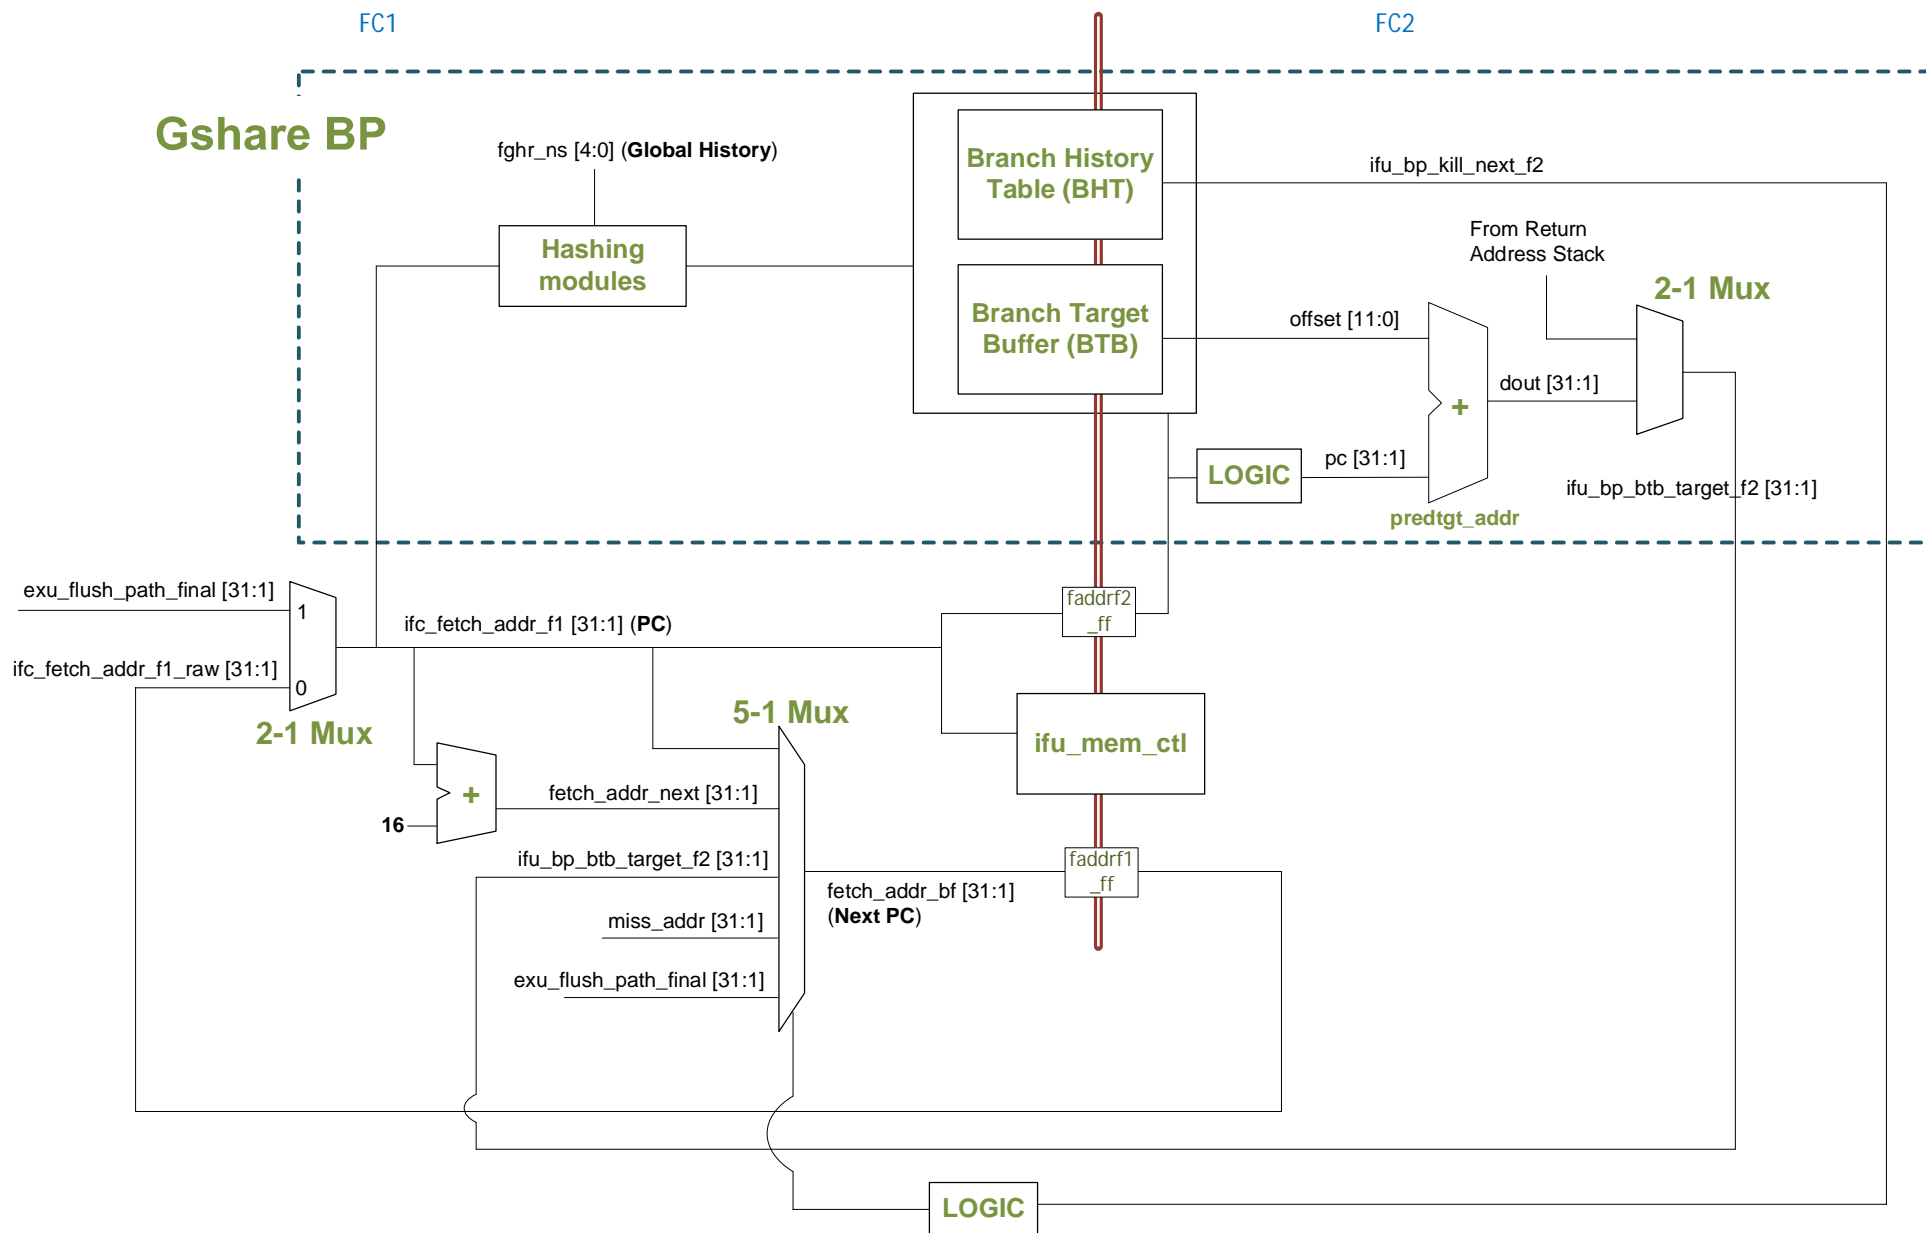 FC1
FC2
Gshare BP
fghr_ns [4:0] (Global History)
Hashing
modules
Branch History
Table (BHT)
Branch Target
Buffer (BTB)
ifu_bp_kill_next_f2
From Return
Address Stack
2-1 Mux
offset [11:0]
+
dout [31:1]
LOGIC
pc [31:1]
predtgt_addr
ifu_bp_btb_target_f2 [31:1]
exu_flush_path_final [31:1]
1
ifc_fetch_addr_f1_raw [31:1]
0
2-1 Mux
ifc_fetch_addr_f1 [31:1] (PC)
faddrf2
_ff
ifu_mem_ctl
5-1 Mux
+
16
fetch_addr_next [31:1]
ifu_bp_btb_target_f2 [31:1]
miss_addr [31:1]
exu_flush_path_final [31:1]
fetch_addr_bf [31:1]
(Next PC)
faddrf1
_ff
LOGIC